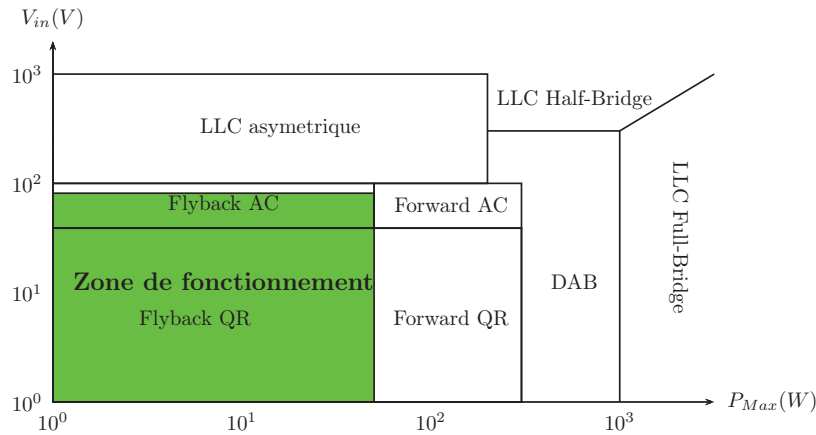 V_in(V)
10^3
LLC Half-Bridge
LLC asymetrique
10^2
Flyback AC
Forward AC
LLC Full-Bridge
Zone de fonctionnement
DAB
10^1
Flyback QR
Forward QR
10^0
P_Max(W)
10^0
10^1
10^2
10^3